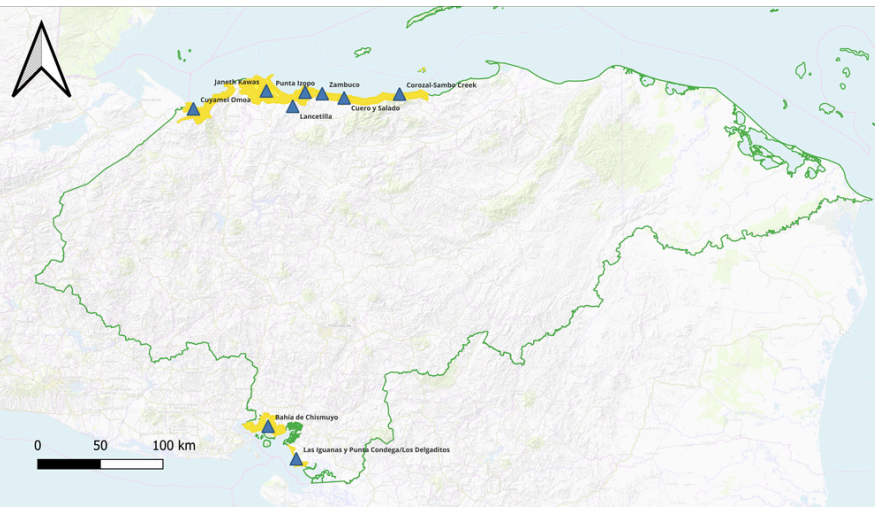 Janeth Kawas
Punta Izopo
Zambuco
Corozal-Sambo Creek
Cuyamel Omoa
Cuero y Salado
Lancetilla
Bahía de Chismuyo
Las Iguanas y Punta Condega/Los Delgaditos
0 50 100 km